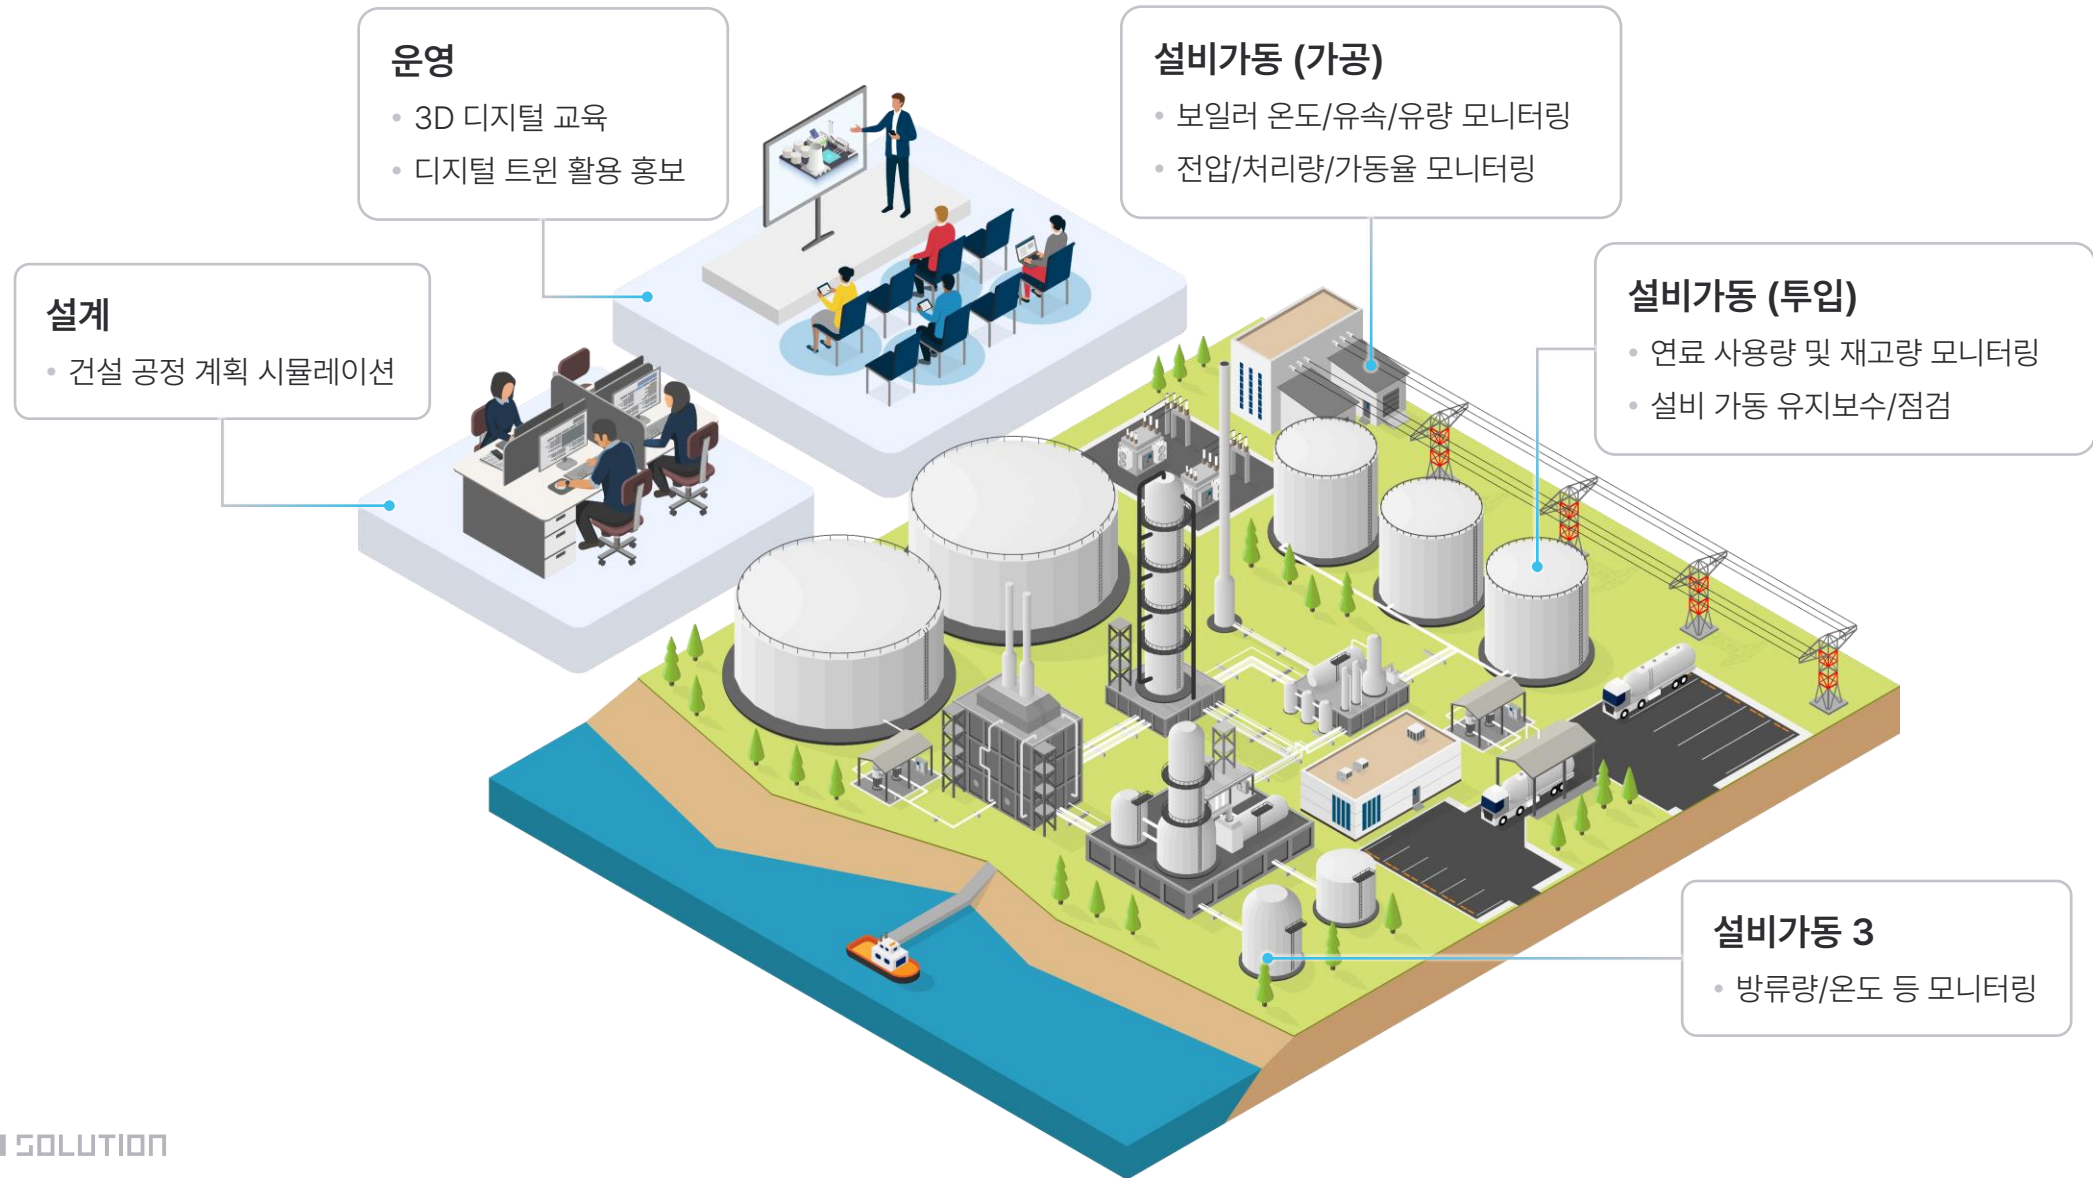 운영
• 3D 디지털 교육
• 디지털 트윈 활용 홍보
설비가동 (가공)
• 보일러 온도/유속/유량 모니터링
• 전압/처리량/가동율 모니터링
설계
• 건설 공정 계획 시뮬레이션
설비가동 (투입)
• 연료 사용량 및 재고량 모니터링
• 설비 가동 유지보수/점검
설비가동 3
• 방류량/온도 등 모니터링
SOLUTION